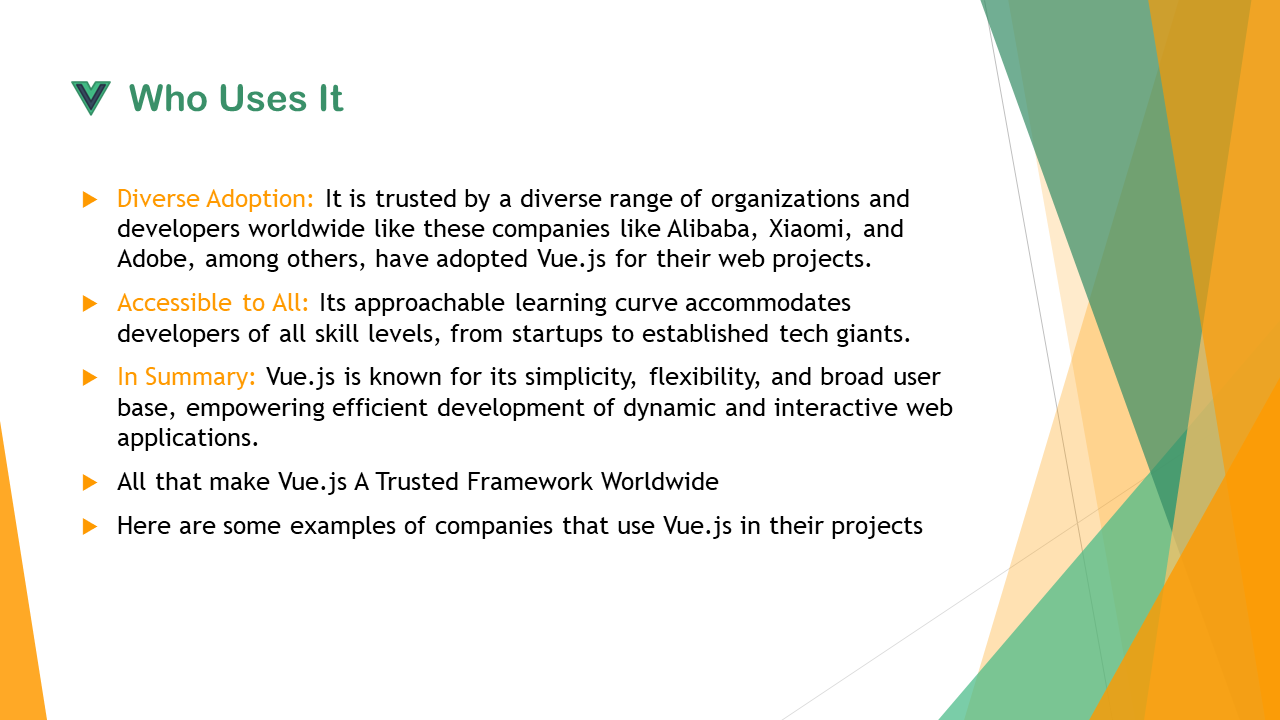 Who Uses It
Diverse Adoption: It is trusted by a diverse range of organizations and
developers worldwide like these companies like Alibaba, Xiaomi, and
Adobe, among others, have adopted Vue.js for their web projects.
Accessible to All: Its approachable learning curve accommodates
developers of all skill levels, from startups to established tech giants.
In Summary: Vue.js is known for its simplicity, flexibility, and broad user
base, empowering efficient development of dynamic and interactive web
applications.
All that make Vue.js A Trusted Framework Worldwide
Here are some examples of companies that use Vue.js in their projects